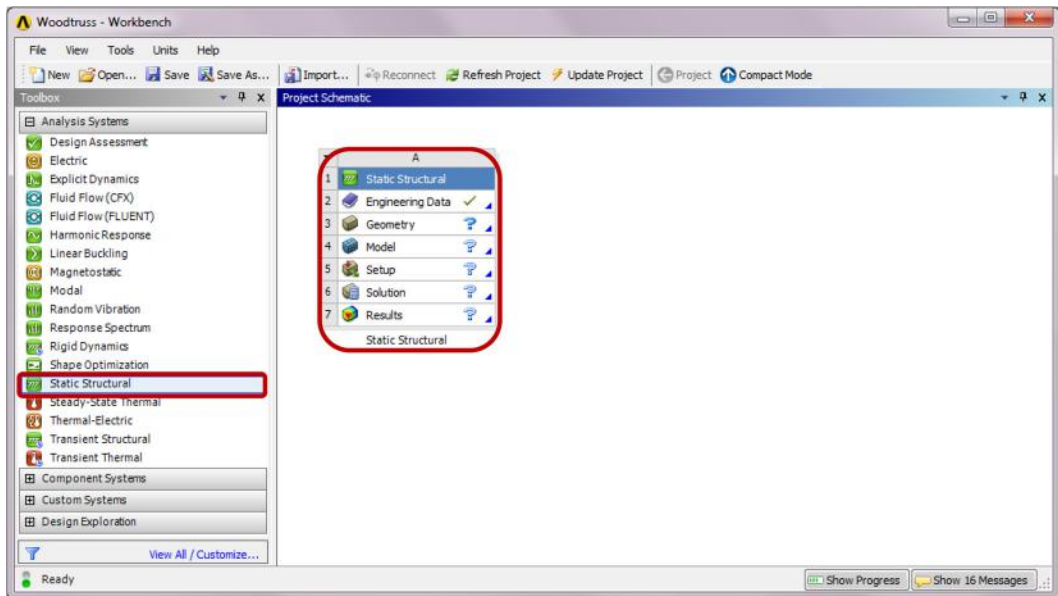 Woodtruss - Workbench
File View Tools Units Help
New Open... Save Save As... Import... Reconnect Refresh Project Update Project Project Compact Mode
Toolbox
Project Schematic
Analysis Systems
Design Assessment
Electric
Explicit Dynamics
Fluid Flow (CFX)
Fluid Flow (FLUENT)
Harmonic Response
Linear Buckling
Magnetostatic
Modal
Random Vibration
Response Spectrum
Rigid Dynamics
Shape Optimization
Static Structural
Steady-State Thermal
Thermal-Electric
Transient Structural
Transient Thermal
Component Systems
Custom Systems
Design Exploration
View All / Customize...
A
1 Static Structural
2 Engineering Data
3 Geometry
4 Model
5 Setup
6 Solution
7 Results
Static Structural
Ready
Show Progress
Show 16 Messages